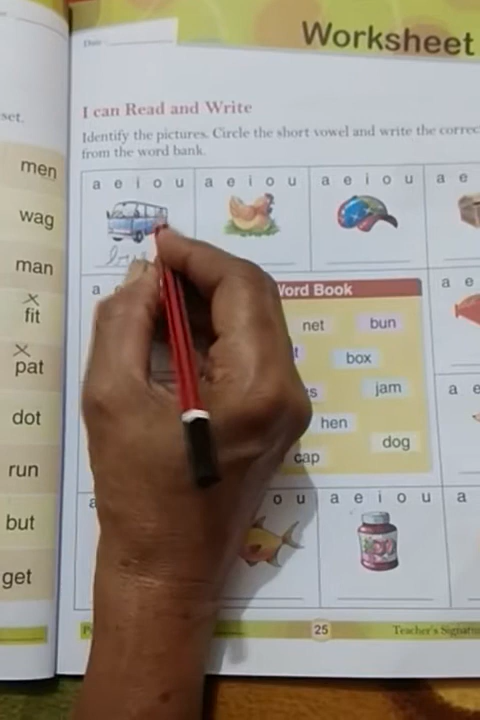 Worksheet
Date
set.
I can Read and Write
Identify the pictures. Circle the short vowel and write the correc
from the word bank.
a e i o u
a e i o u
a e i o u
a e
bu
a
Word Book
a e
net
bun
box
jam
a e
hen
dog
cap
o u
a e i o u
a
men
wag
man
x
fit
x
pat
dot
run
but
get
25
Teacher's Signatu